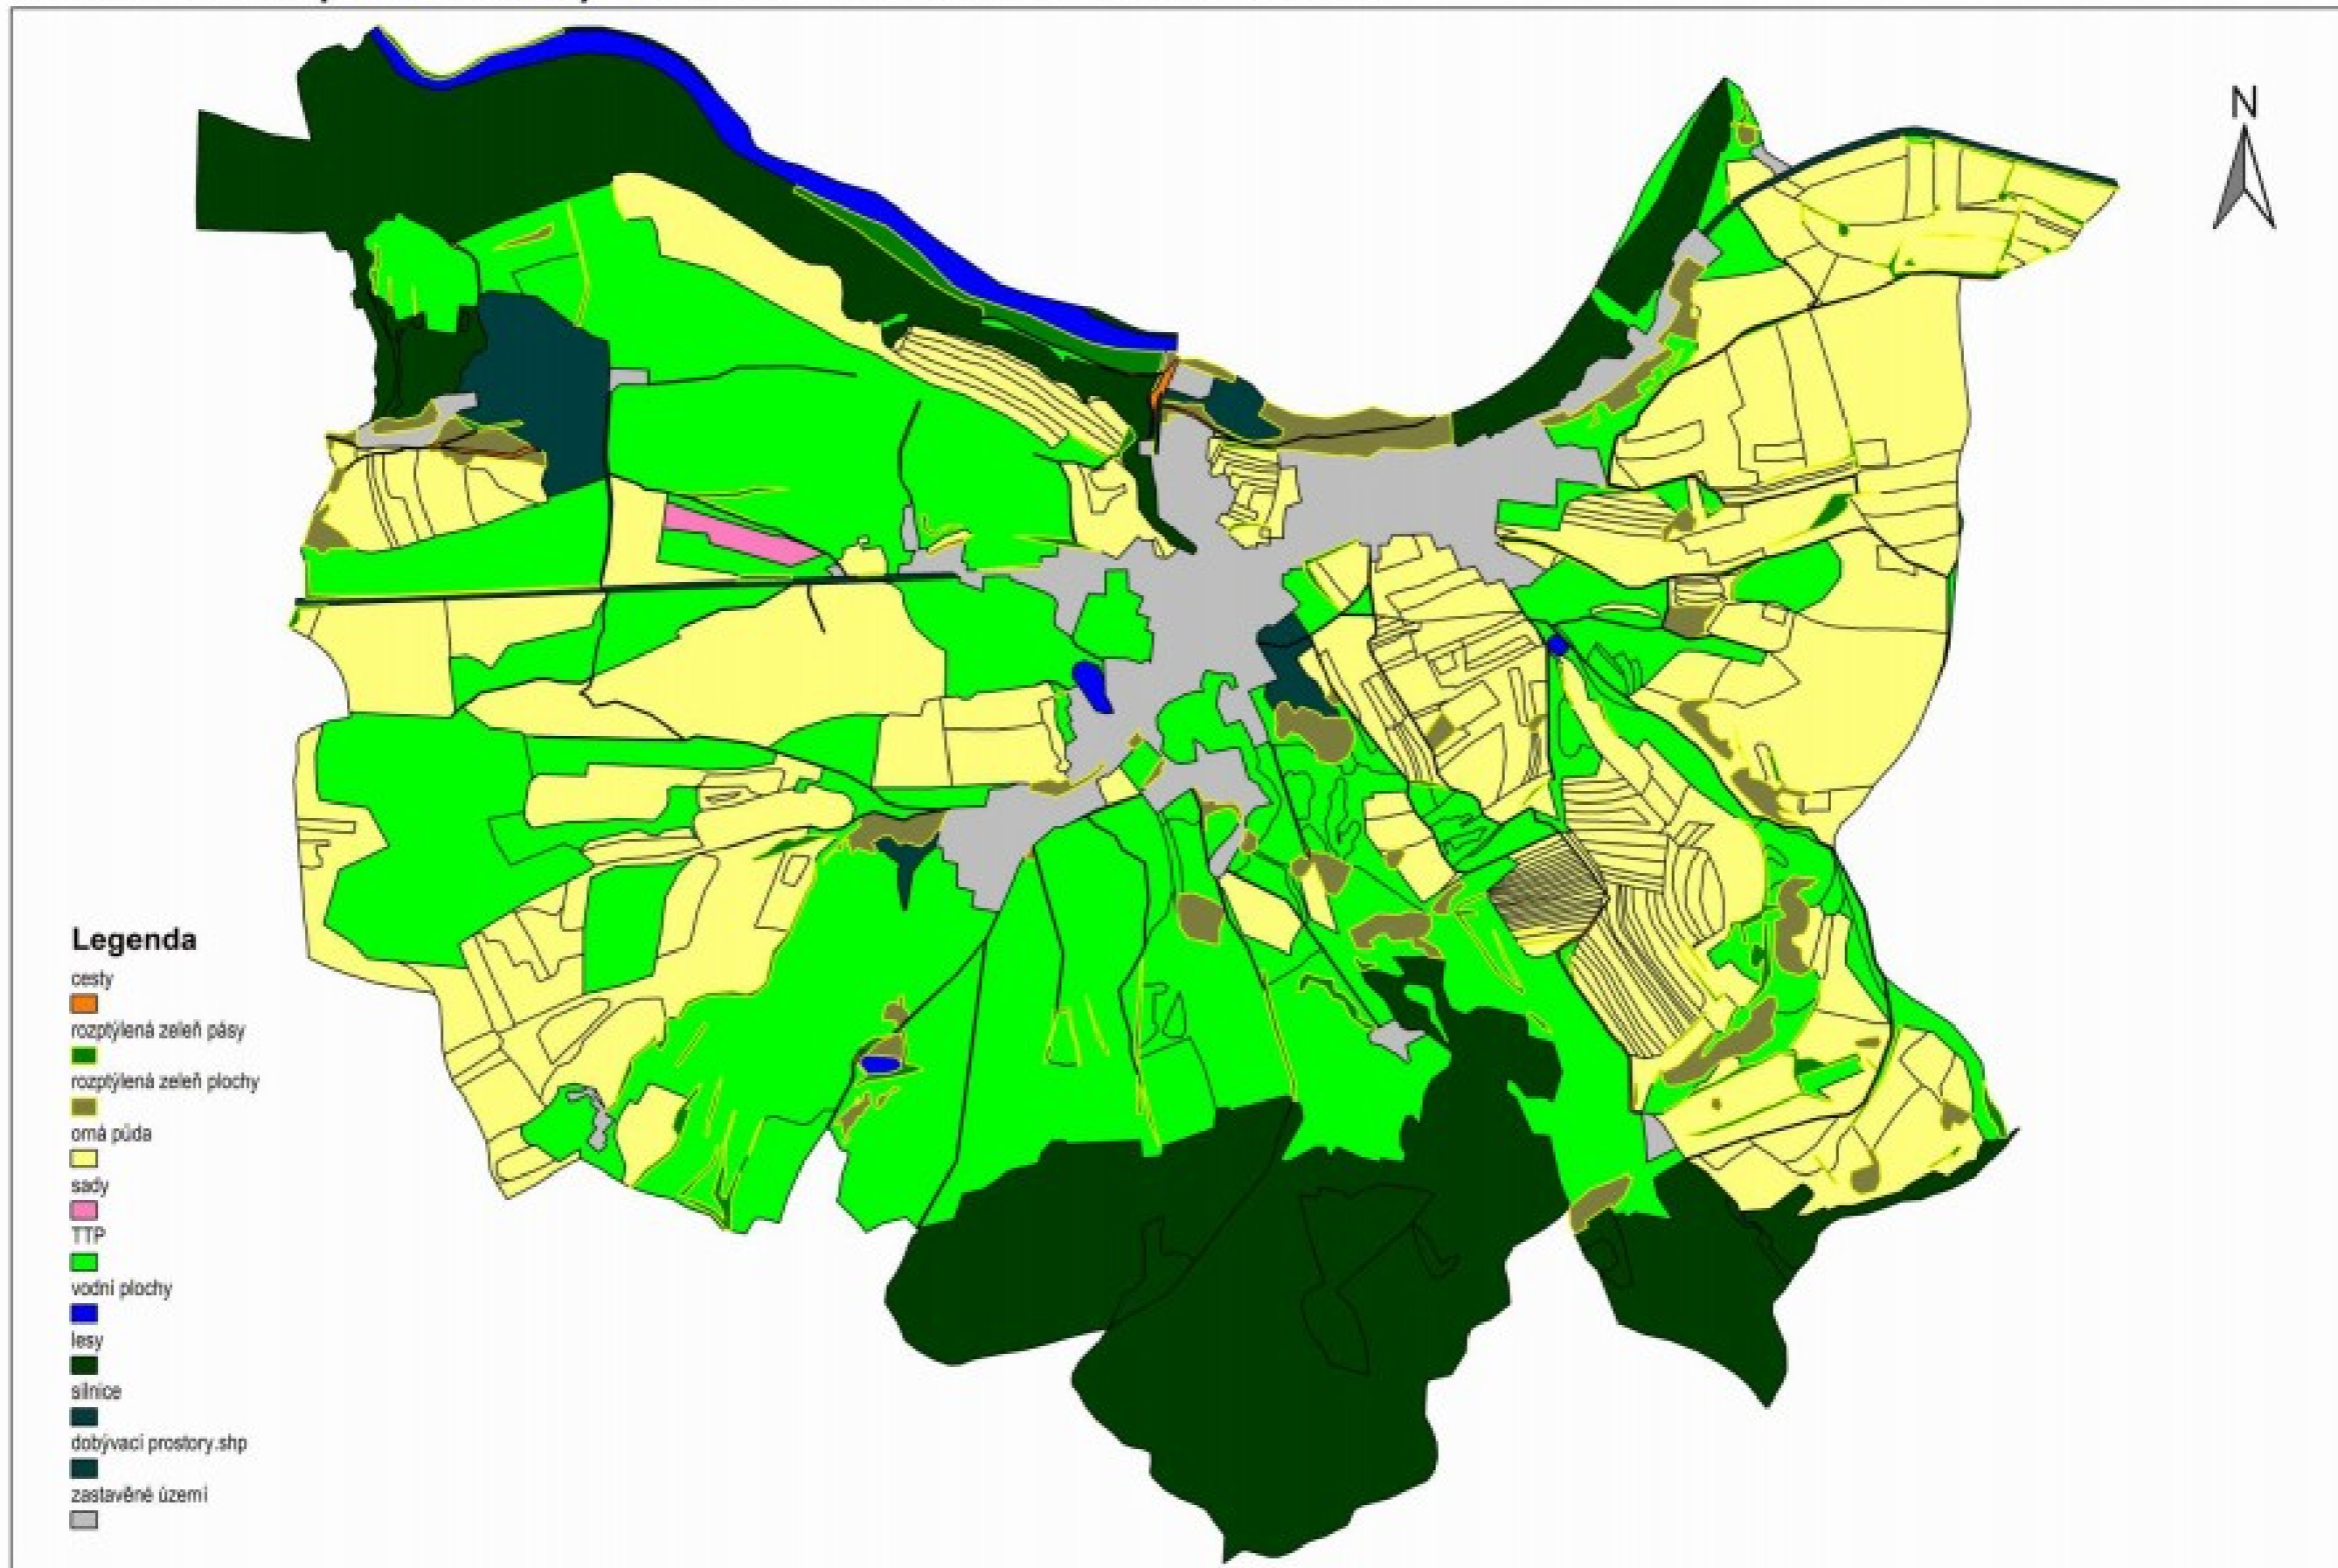 N
Legenda
cesty
rozptýlená zeleň pásy
rozptýlená zeleň plochy
orná půda
sady
TTP
vodní plochy
lesy
silnice
dobývací prostory.shp
zastavěné území